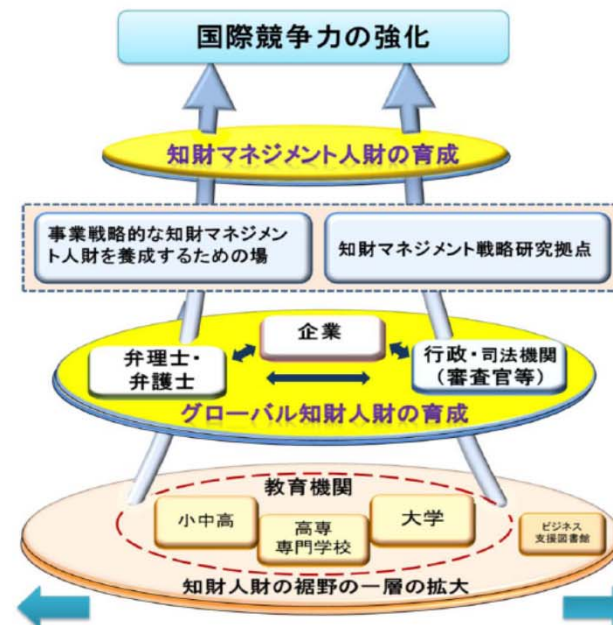 国際競争力の強化
知財マネジメント人財の育成
事業戦略的な知財マネジメン
ト人財を養成するための場
知財マネジメント戦略研究拠点
企業
弁理士・
弁護士
行政・司法機関
（審査官等）
グローバル知財人財の育成
教育機関
小中高
高専
専門学校
大学
ビジネス
支援図書館
知財人財の裾野の一層の拡大